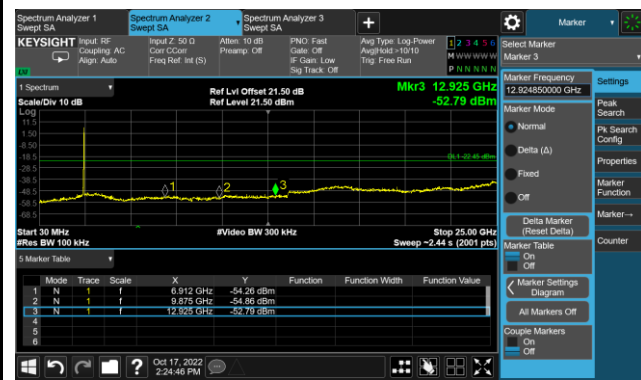 Spectrum Analyzer 1
Swept SA
Spectrum Analyzer 2
Swept SA
Spectrum Analyzer 3
Swept SA
+
Marker
KEYSIGHT
Input: RF
Coupling: AC
Align: Auto
Input Z: 50 Ω
Corr CCorr
Freq Ref: Int (S)
Atten: 10 dB
Preamp: Off
PNO: Fast
Gate: Off
IF Gain: Low
Sig Track: Off
Avg Type: Log-Power
Avg|Hold:>10/10
Trig: Free Run
1 2 3 4 5 6
M W W W W W
P N N N N N
LXI
Select Marker
Marker 3
1 Spectrum
Scale/Div 10 dB
Ref Lvl Offset 21.50 dB
Ref Level 21.50 dBm
Mkr3 12.925 GHz
-52.79 dBm
Log
11.5
1.50
-8.50
-18.5
-28.5
-38.5
-48.5
-58.5
-68.5
DL1 -22.45 dBm
1
2
3
Start 30 MHz
#Res BW 100 kHz
#Video BW 300 kHz
Stop 25.00 GHz
Sweep ~2.44 s (2001 pts)
5 Marker Table
Mode Trace Scale X Y Function Function Width Function Value
1 N 1 f 6.912 GHz -54.26 dBm
2 N 1 f 9.875 GHz -54.86 dBm
3 N 1 f 12.925 GHz -52.79 dBm
4
5
6
Marker Frequency
12.924850000 GHz
Marker Mode
Normal
Delta (Δ)
Fixed
Off
Delta Marker
(Reset Delta)
Marker Table
On
Off
Marker Settings
Diagram
All Markers Off
Couple Markers
On
Off
Settings
Peak
Search
Pk Search
Config
Properties
Marker
Function
Marker→
Counter
?
Oct 17, 2022
2:24:46 PM